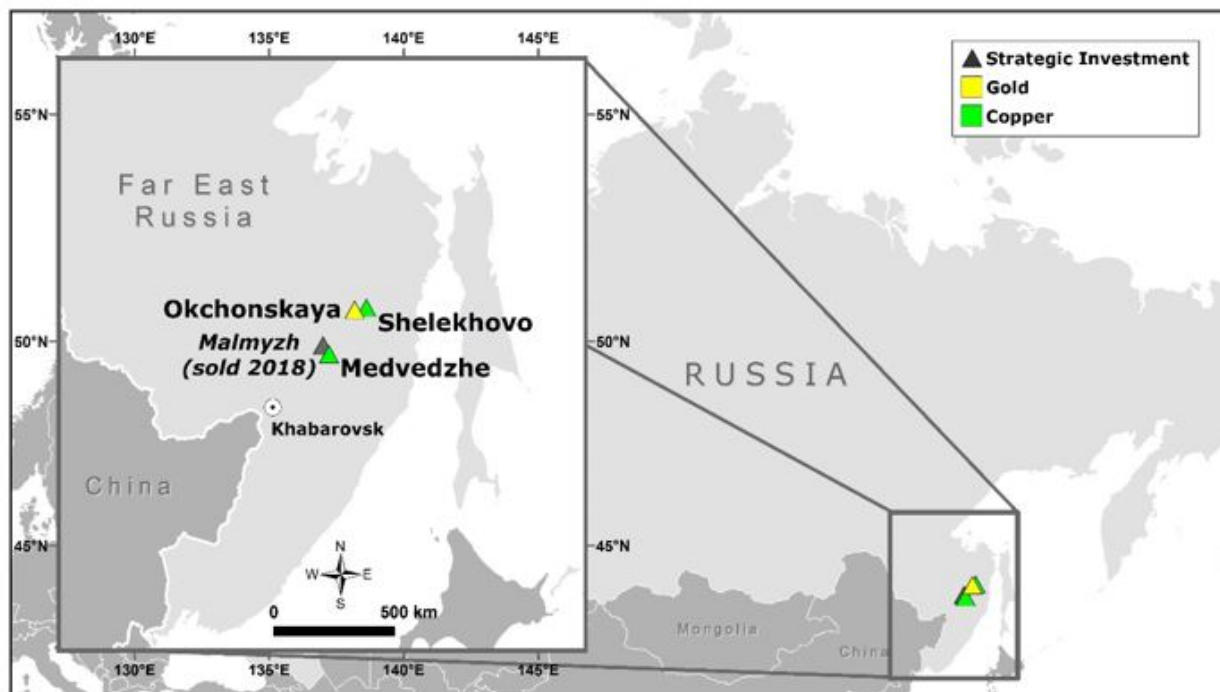 130°E 135°E 140°E 145°E
Strategic Investment
Gold
Copper
55°N 55°N
Far East
Russia
Okchonskaya
Shelekhovo
50°N 50°N
Malmyzh
(sold 2018)
Medvedzhe
RUSSIA
Khabarovsk
China
45°N 45°N
N
W E
S
0 500 km
Mongolia
China
130°E 135°E 140°E 145°E